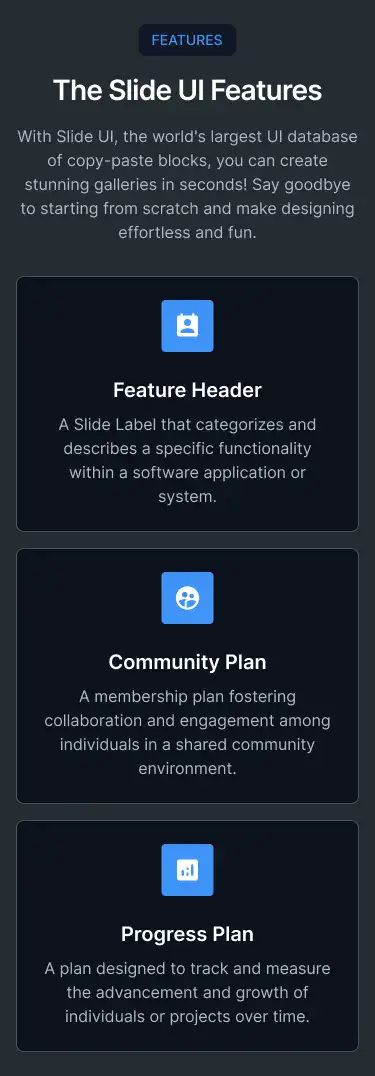 FEATURES
The Slide UI Features
With Slide UI, the world's largest UI database
of copy-paste blocks, you can create
stunning galleries in seconds! Say goodbye
to starting from scratch and make designing
effortless and fun.
Feature Header
A Slide Label that categorizes and
describes a specific functionality
within a software application or
system.
Community Plan
A membership plan fostering
collaboration and engagement among
individuals in a shared community
environment.
Progress Plan
A plan designed to track and measure
the advancement and growth of
individuals or projects over time.